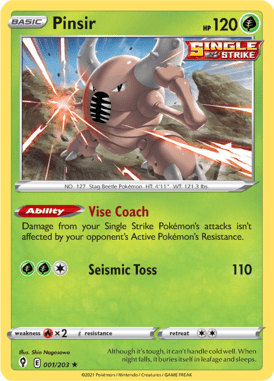 BASIC Pinsir HP 120
SINGLE STRIKE
NO. 127 Stag Beetle Pokémon HT: 4'11" WT: 121.3 lbs.
Ability Vise Coach
Damage from your Single Strike Pokémon's attacks isn't
affected by your opponent's Active Pokémon's Resistance.
Seismic Toss 110
weakness ×2 resistance retreat
Illus. Shin Nagasawa
E 001/203 ★
Although it's tough, it can't handle cold well. When
night falls, it buries itself in leafage and sleeps.
©2021 Pokémon / Nintendo / Creatures / GAME FREAK